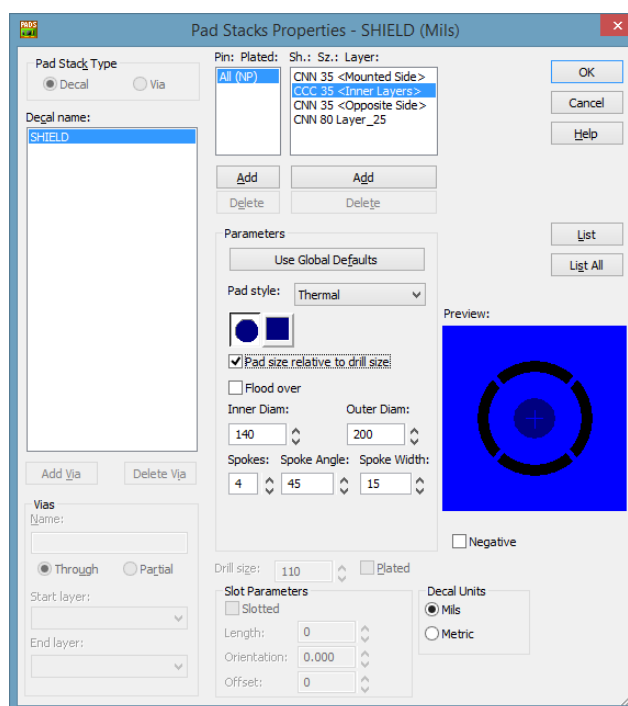 PADS
Pad Stacks Properties - SHIELD (Mils)
Pad Stack Type
Decal
Via
Decal name:
SHIELD
Add Via
Delete Via
Vias
Name:
Through
Partial
Start layer:
End layer:
Pin: Plated:
All (NP)
Sh.: Sz.: Layer:
CNN 35 <Mounted Side>
CCC 35 <Inner Layers>
CNN 35 <Opposite Side>
CNN 80 Layer_25
Add
Delete
Add
Delete
Parameters
Use Global Defaults
Pad style:
Thermal
Pad size relative to drill size
Flood over
Inner Diam:
Outer Diam:
140
200
Spokes:
Spoke Angle:
Spoke Width:
4
45
15
Drill size:
110
Plated
Slot Parameters
Slotted
Length:
0
Orientation:
0.000
Offset:
0
OK
Cancel
Help
List
List All
Preview:
Negative
Decal Units
Mils
Metric